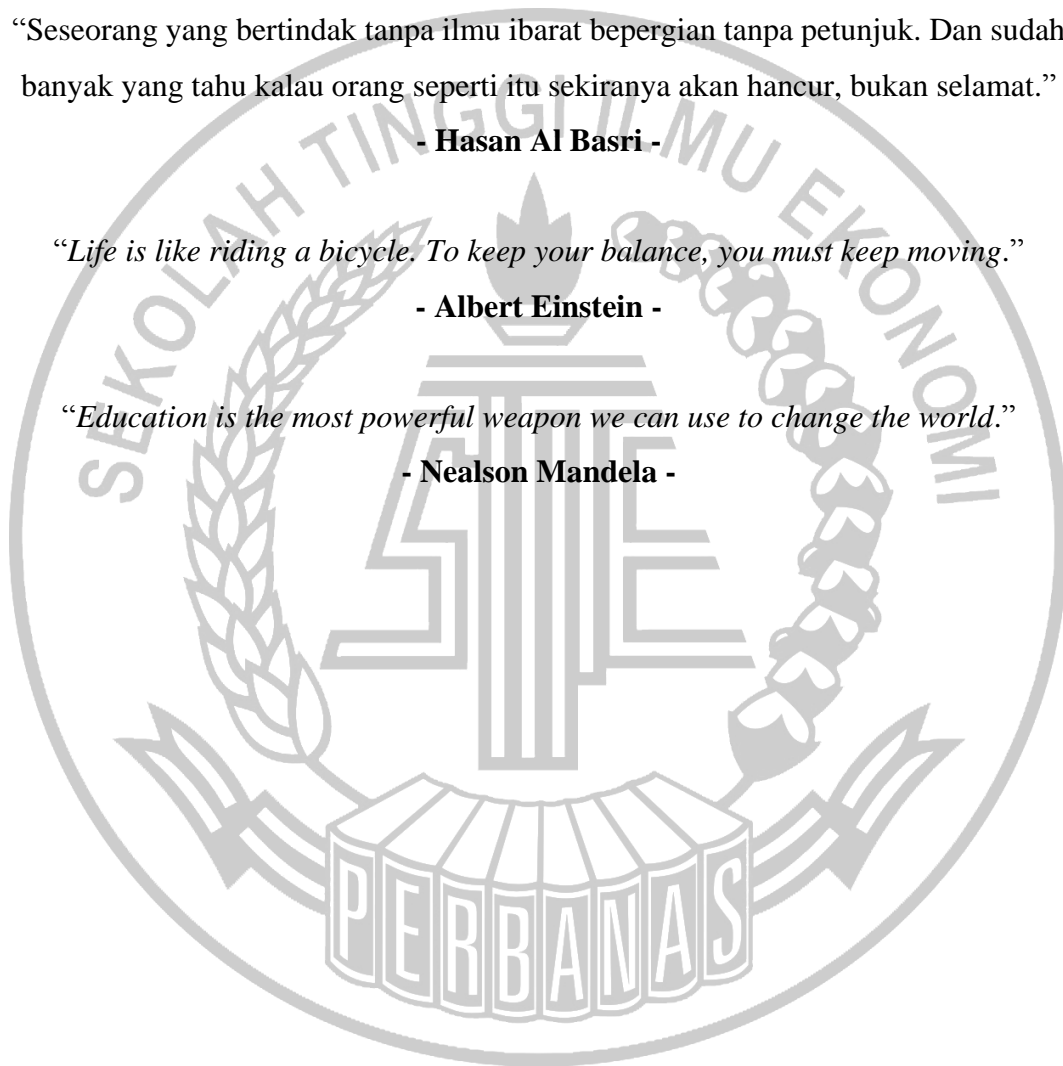 “Seseorang yang bertindak tanpa ilmu ibarat bepergian tanpa petunjuk. Dan sudah
banyak yang tahu kalau orang seperti itu sekiranya akan hancur, bukan selamat.”
- Hasan Al Basri -
“Life is like riding a bicycle. To keep your balance, you must keep moving.”
- Albert Einstein -
“Education is the most powerful weapon we can use to change the world.”
- Nealson Mandela -
SEKOLAH TINGGI ILMU EKONOMI
STIE
PERBANAS